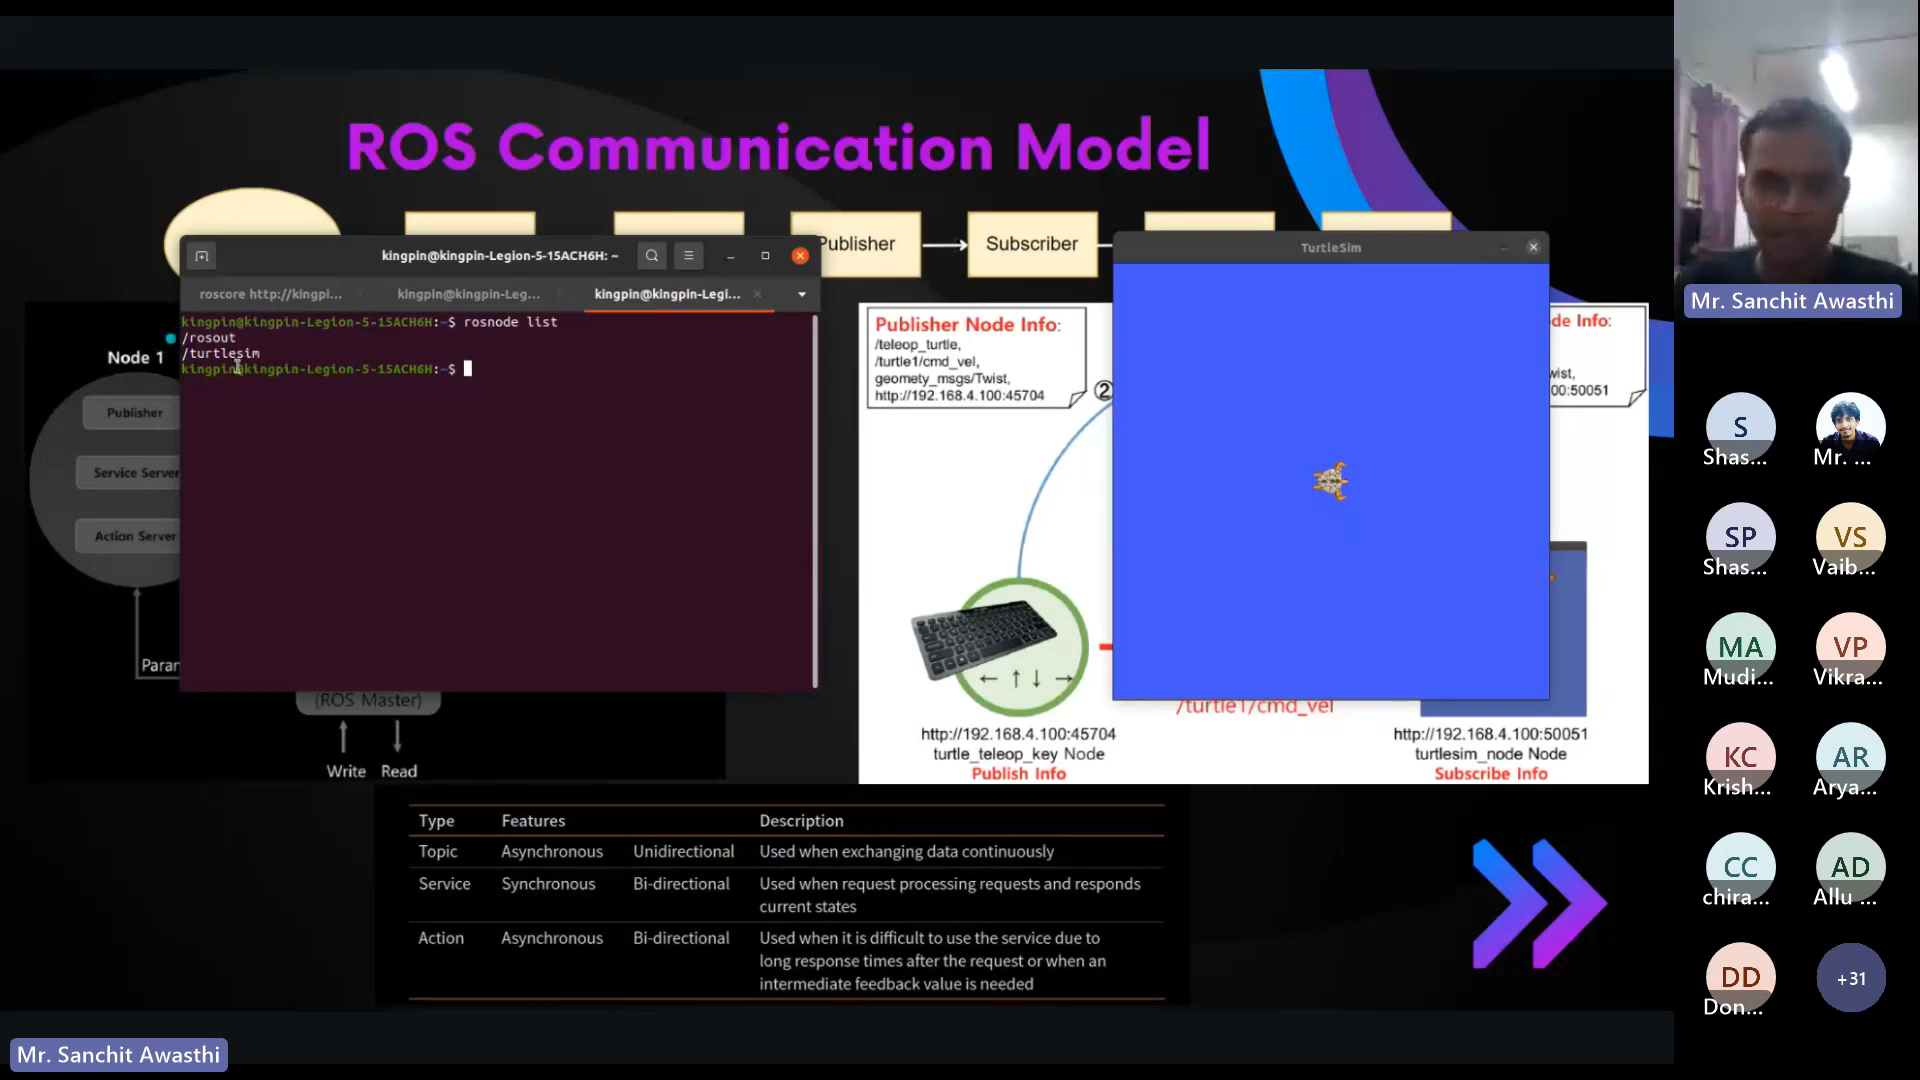 ROS Communication Model
Publisher
Subscriber
kingpin@kingpin-Legion-5-15ACH6H: ~
roscore http://kingpi...
kingpin@kingpin-Leg...
kingpin@kingpin-Legi...
kingpin@kingpin-Legion-5-15ACH6H:~$ rosnode list
/rosout
/turtlesim
kingpin@kingpin-Legion-5-15ACH6H:~$
Node 1
Publisher
Service Server
Action Server
Param
(ROS Master)
Write Read
TurtleSim
Publisher Node Info:
/teleop_turtle,
/turtle1/cmd_vel,
geomety_msgs/Twist,
http://192.168.4.100:45704
②
de Info:
wist,
00:50051
← ↑ ↓ →
/turtle1/cmd_vel
http://192.168.4.100:45704
turtle_teleop_key Node
Publish Info
http://192.168.4.100:50051
turtlesim_node Node
Subscribe Info
Type Features Description
Topic Asynchronous Unidirectional Used when exchanging data continuously
Service Synchronous Bi-directional Used when request processing requests and responds
current states
Action Asynchronous Bi-directional Used when it is difficult to use the service due to
long response times after the request or when an
intermediate feedback value is needed
Mr. Sanchit Awasthi
Mr. Sanchit Awasthi
S
Shas...
Mr. ...
SP
Shas...
VS
Vaib...
MA
Mudi...
VP
Vikra...
KC
Krish...
AR
Arya...
CC
chira...
AD
Allu ...
DD
Don...
+31